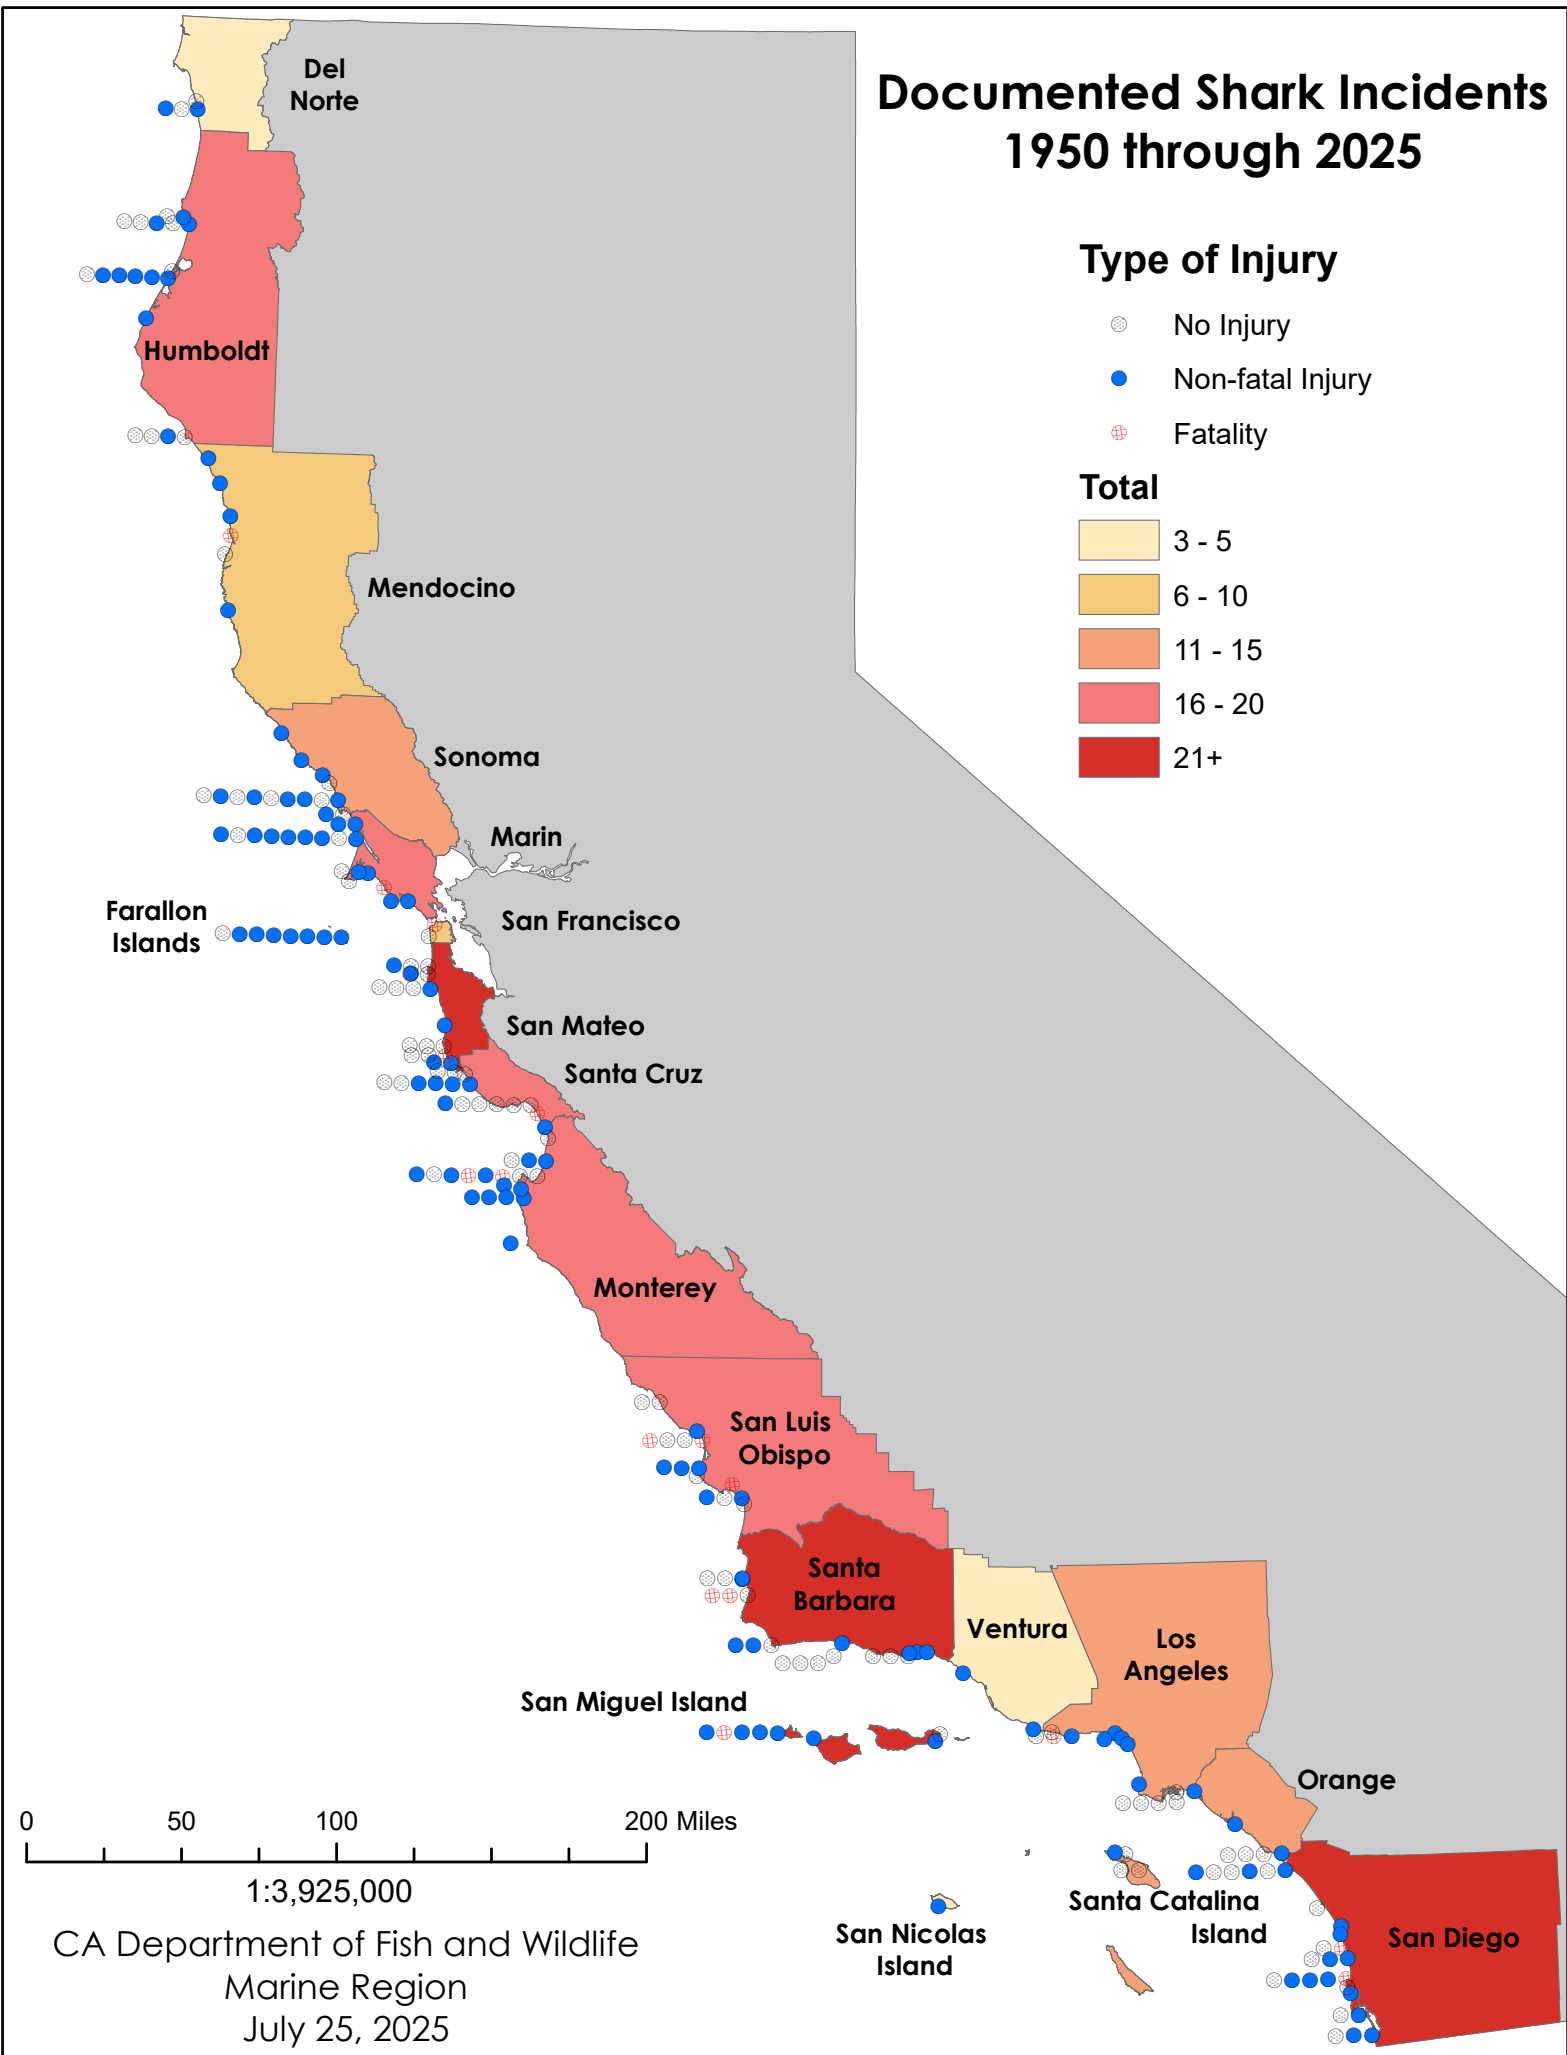 Documented Shark Incidents
1950 through 2025
Type of Injury
No Injury
Non-fatal Injury
Fatality
Total
3 - 5
6 - 10
11 - 15
16 - 20
21+
Del
Norte
Humboldt
Mendocino
Sonoma
Marin
Farallon
Islands
San Francisco
San Mateo
Santa Cruz
Monterey
San Luis
Obispo
Santa
Barbara
Ventura
Los
Angeles
San Miguel Island
Orange
Santa Catalina
Island
San Nicolas
Island
San Diego
0 50 100 200 Miles
1:3,925,000
CA Department of Fish and Wildlife
Marine Region
July 25, 2025